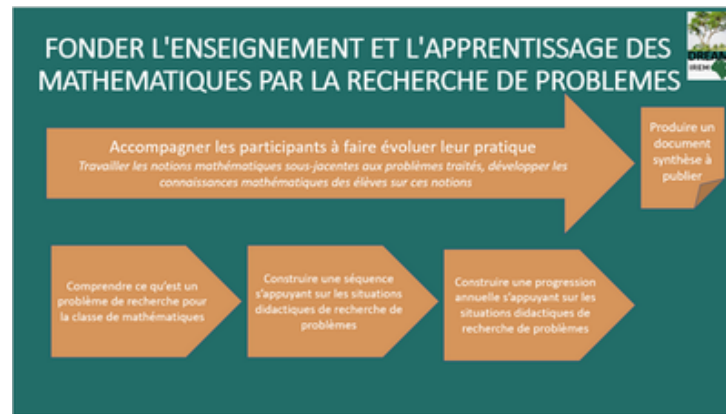 FONDER L'ENSEIGNEMENT ET L'APPRENTISSAGE DES
MATHEMATIQUES PAR LA RECHERCHE DE PROBLEMES
DREAM
IREM
Accompagner les participants à faire évoluer leur pratique
Travailler les notions mathématiques sous-jacentes aux problèmes traités, développer les
connaissances mathématiques des élèves sur ces notions
Produire un
document
synthèse à
publier
Comprendre ce qu'est un
problème de recherche pour
la classe de mathématiques
Construire une séquence
s'appuyant sur les situations
didactiques de recherche de
problèmes
Construire une progression
annuelle s'appuyant sur les
situations didactiques de
recherche de problèmes